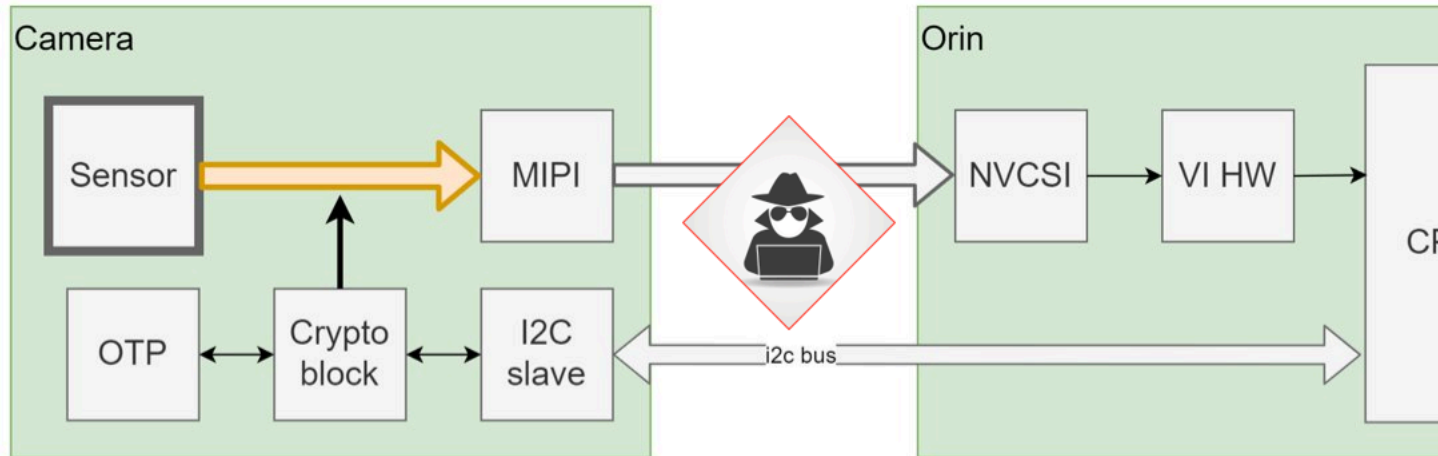 Camera
Orin
Sensor
MIPI
NVCSI
VI HW
OTP
Crypto
block
I2C
slave
i2c bus